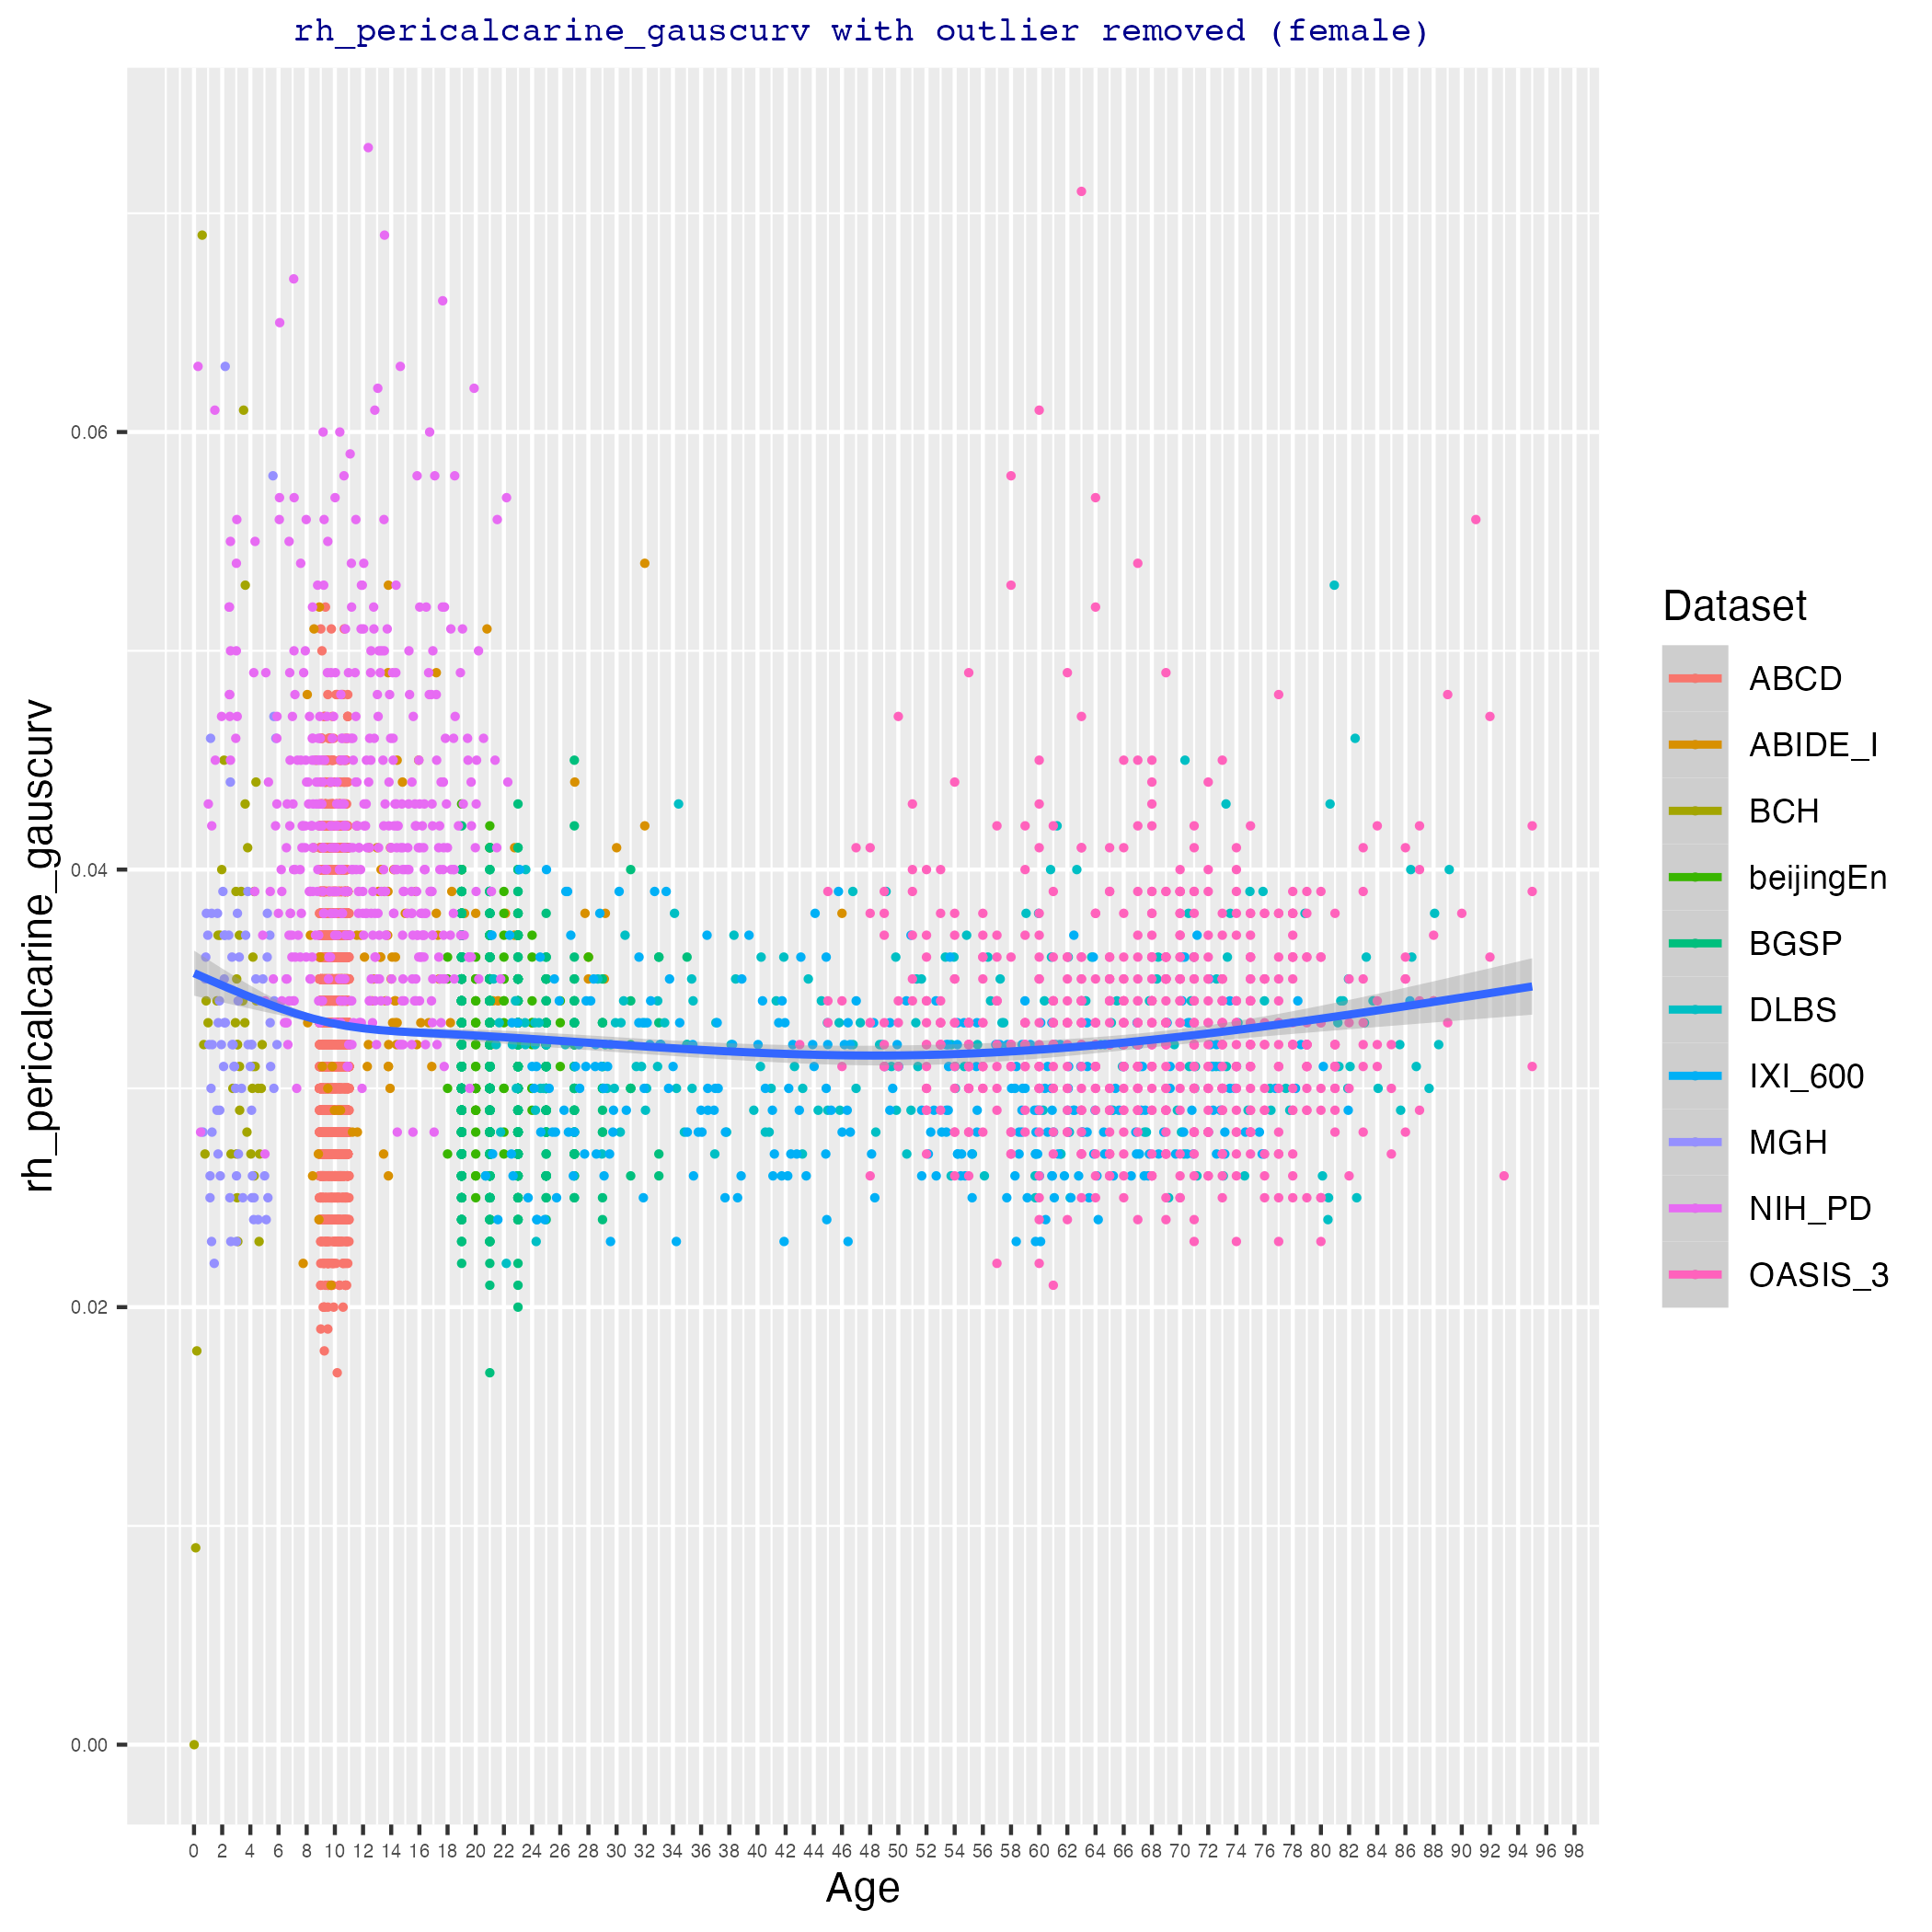 rh_pericalcarine_gauscurv with outlier removed (female)
rh_pericalcarine_gauscurv
0.06
0.04
0.02
0.00
0 2 4 6 8 10 12 14 16 18 20 22 24 26 28 30 32 34 36 38 40 42 44 46 48 50 52 54 56 58 60 62 64 66 68 70 72 74 76 78 80 82 84 86 88 90 92 94 96 98
Age
Dataset
ABCD
ABIDE_I
BCH
beijingEn
BGSP
DLBS
IXI_600
MGH
NIH_PD
OASIS_3